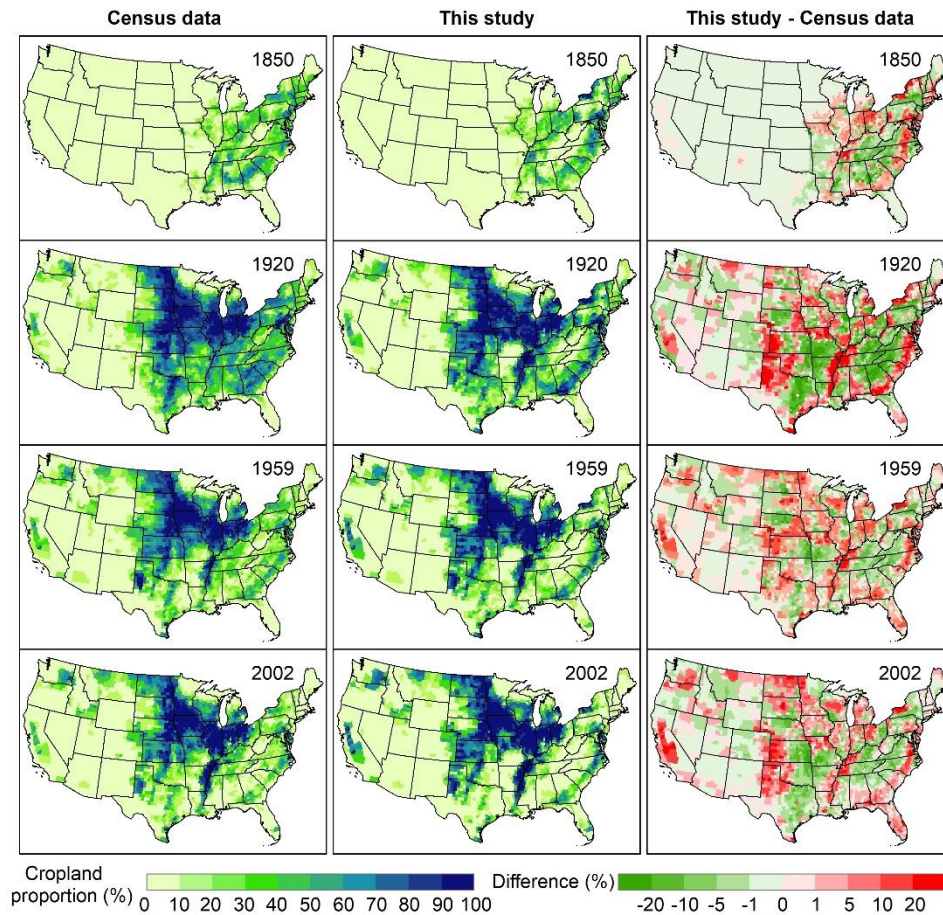 Census data
This study
This study - Census data
1850
1850
1850
1920
1920
1920
1959
1959
1959
2002
2002
2002
Cropland
proportion (%)
0 10 20 30 40 50 60 70 80 90 100
Difference (%)
-20 -10 -5 -1 0 1 5 10 20